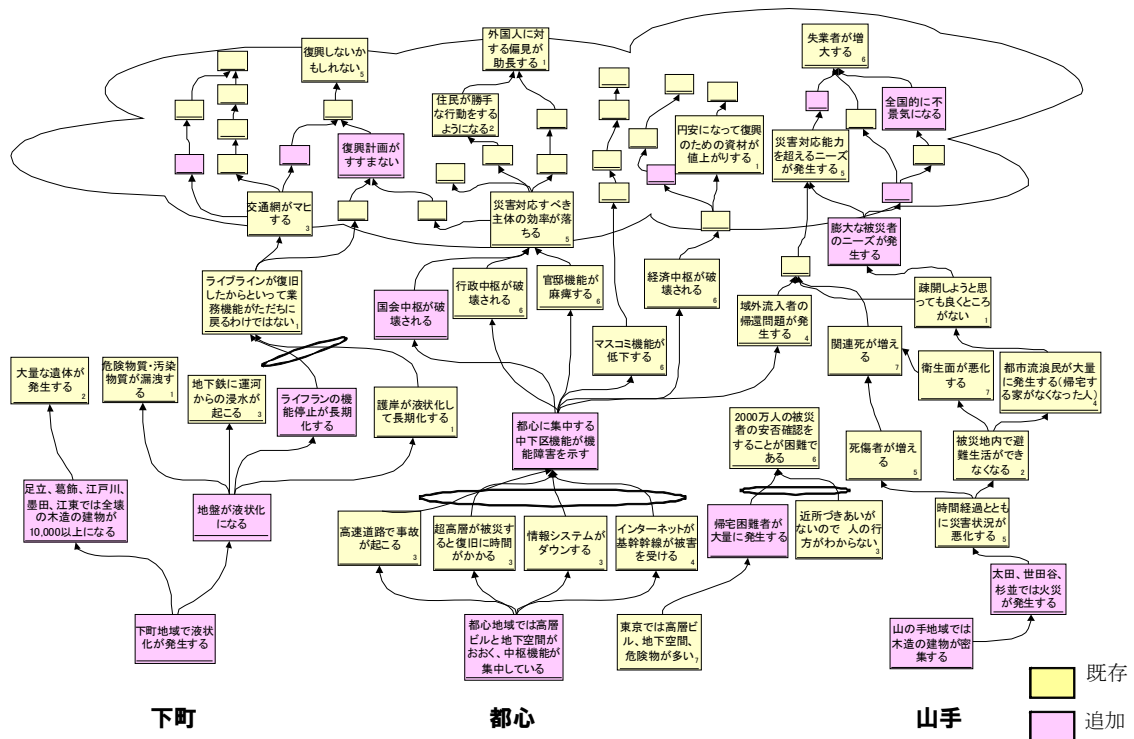 外国人に
対する偏見が
助長する 1
復興しないか
もしれない
5
失業者が増
大する
6
住民が勝手
な行動をする
ようになる2
全国的に不
景気になる
円安になって復興
のための資材が
値上がりする
1
災害対応能力
を超えるニーズ
が発生する
5
復興計画が
すすまない
交通網がマヒ
する
3
災害対応すべき
主体の効率が落
ちる
5
膨大な被災者
のニーズが発
生する
ライブラインが復旧
したからといって業
務機能がただちに
戻るわけではない 1
国会中枢が
破壊される
行政中枢が
破壊される
6
官邸機能が
麻痺する
6
経済中枢が破
壊される
6
域外流入者の
帰還問題が発
生する
4
疎開しようと思
っても良くところ
がない
1
マスコミ機能が
低下する
6
関連死が増え
る
7
衛生面が悪化
する
7
都市流浪民が大量
に発生する(帰宅す
る家がなくなった人)
4
大量な遺体が
発生する
2
危険物質・汚染
物質が漏洩す
る
1
地下鉄に運河
からの浸水が
起こる
3
ライフランの機
能停止が長期
化する
護岸が液状化し
て長期化する
1
都心に集中する
中下区機能が機
能障害を示す
2000万人の被災
者の安否確認を
することが困難で
ある
6
死傷者が増え
る
5
被災地内で避
難生活ができ
なくなる
2
足立、葛飾、江戸川、
墨田、江東では全壊
の木造の建物が
10,000以上になる
地盤が液状化
になる
高速道路で事故
が起こる
3
超高層が被災す
ると復旧に時間
がかかる
3
情報システムが
ダウンする
3
インターネットが
基幹幹線が被害
を受ける
4
帰宅困難者が
大量に発生する
近所づきあいが
ないので 人の行
方がわからない
3
時間経過とと
もに災害状況が
悪化する
5
太田、世田谷、
杉並では火災
が発生する
下町地域で液状
化が発生する
都心地域では高層
ビルと地下空間が
おおく、中枢機能が
集中している
東京では高層ビ
ル、地下空間、
危険物が多い
7
山の手地域では
木造の建物が密
集する
既存
追加
下町
都心
山手